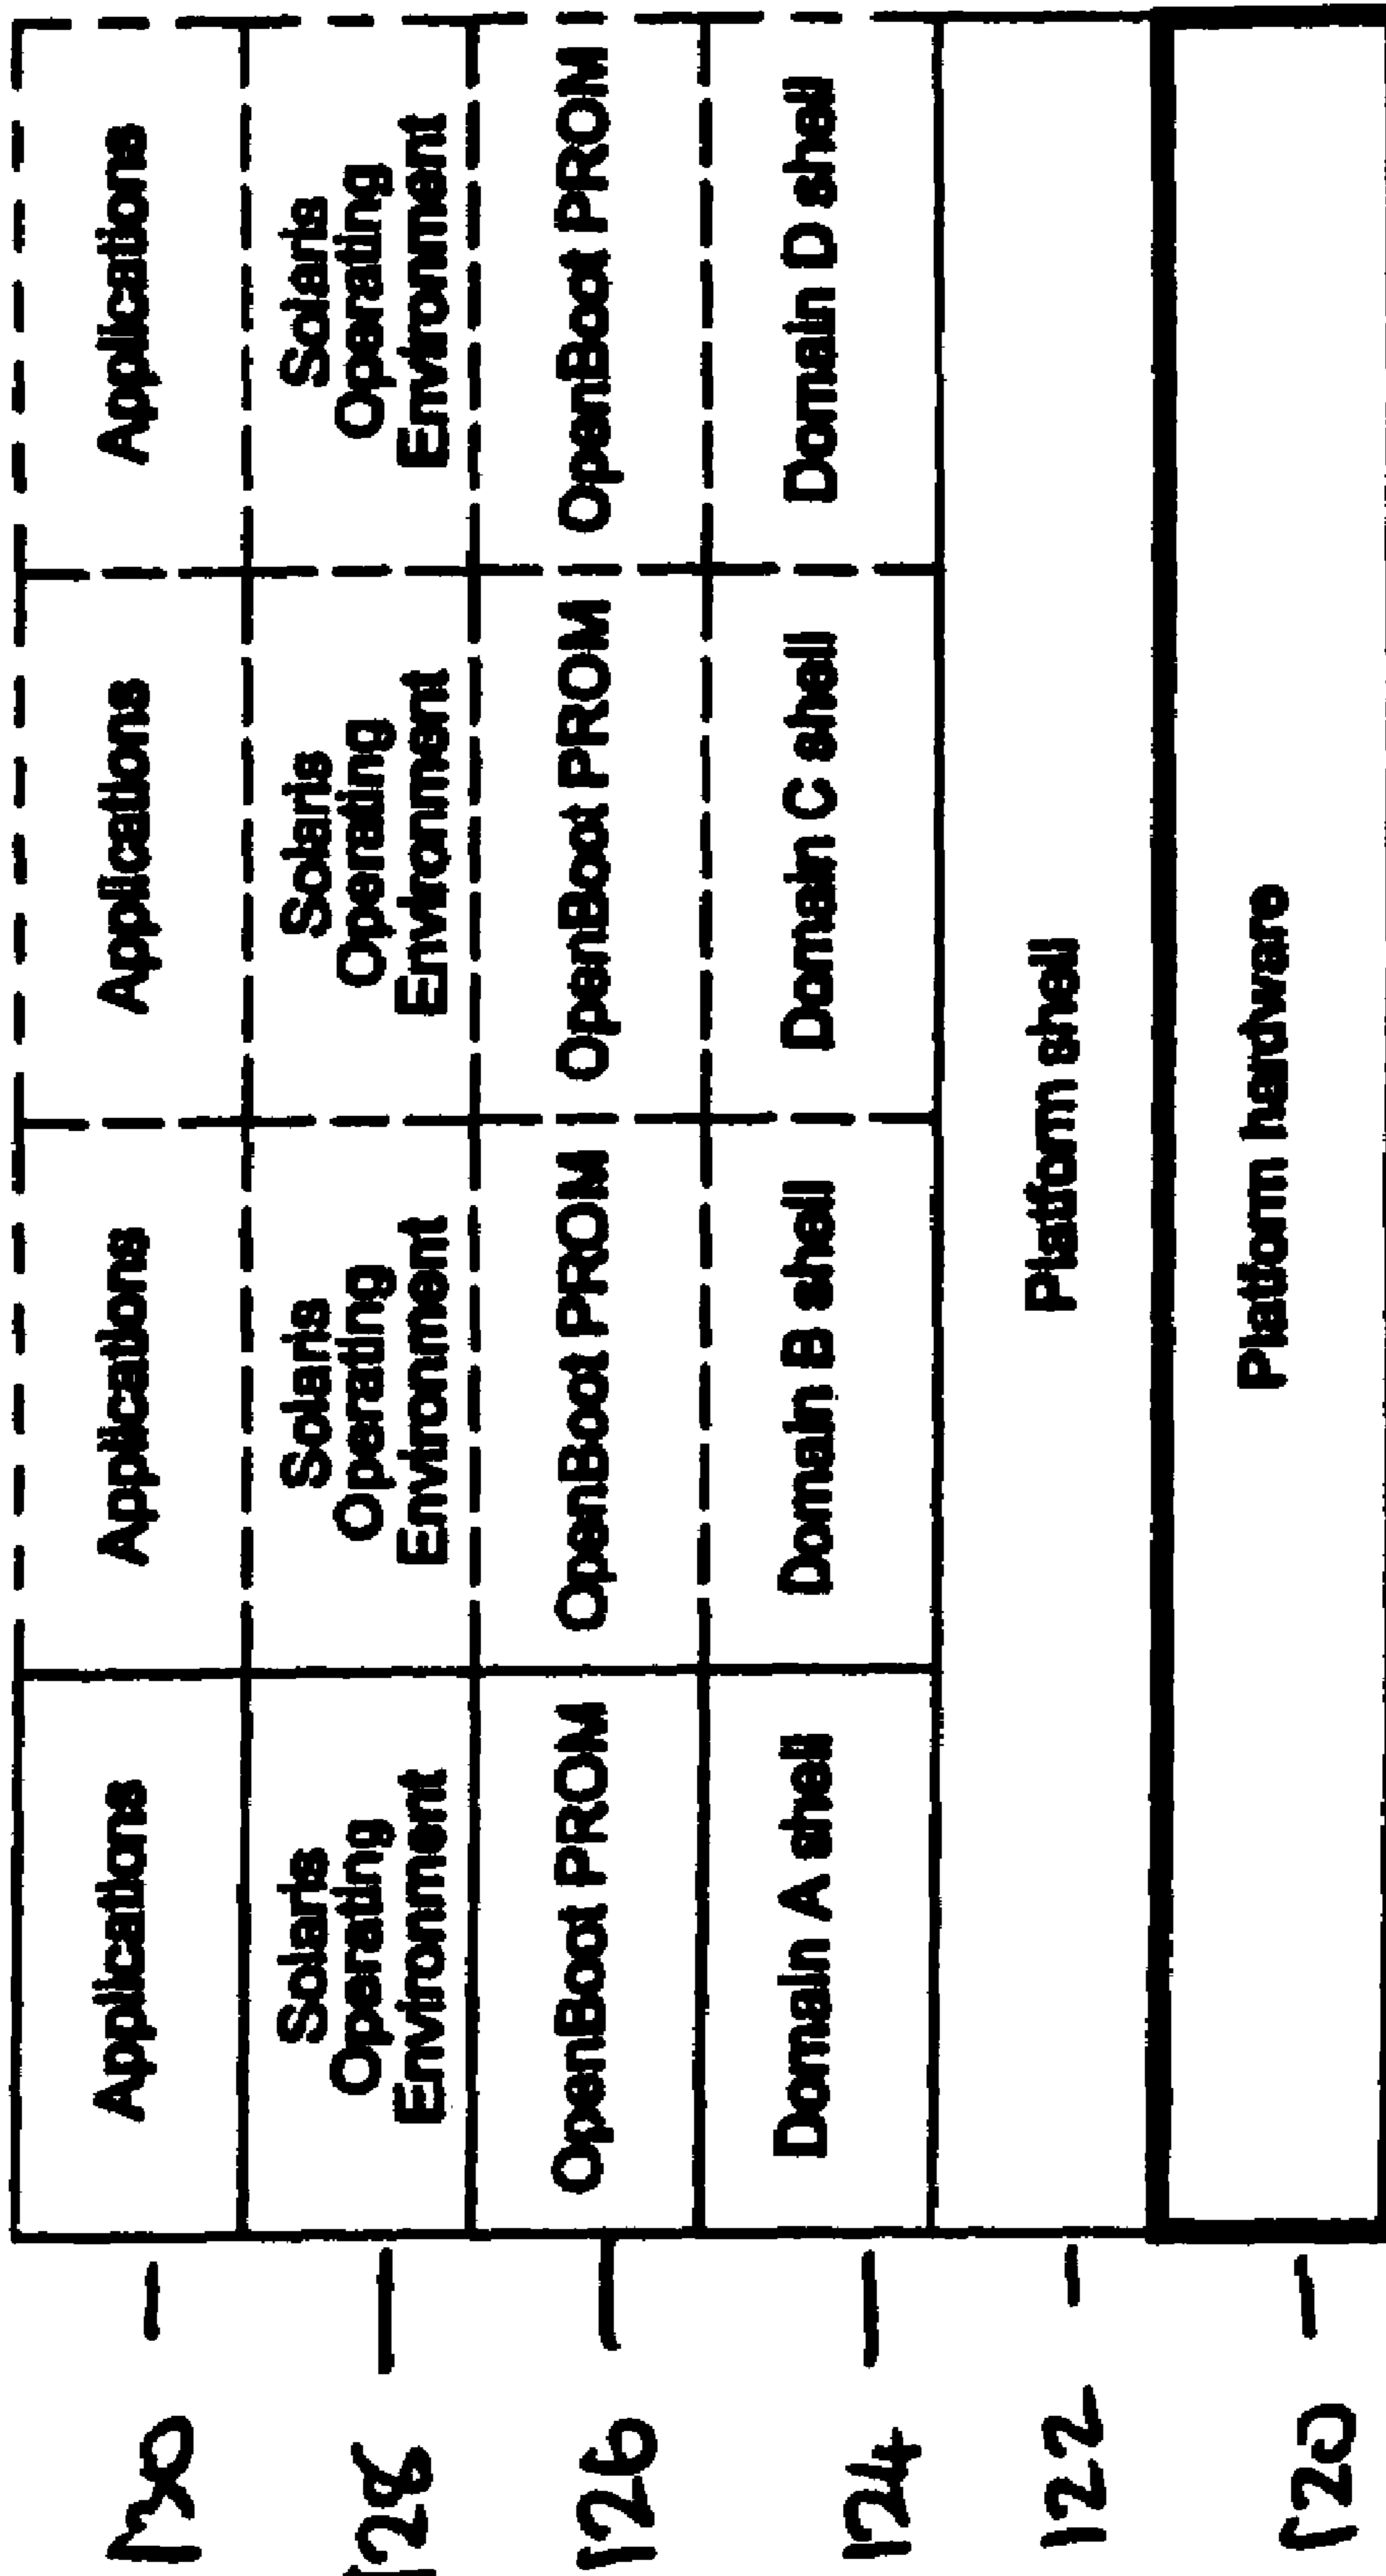 130
Applications
Applications
Applications
Applications
128
Solaris
Operating
Environment
Solaris
Operating
Environment
Solaris
Operating
Environment
Solaris
Operating
Environment
126
OpenBoot PROM
OpenBoot PROM
OpenBoot PROM
OpenBoot PROM
124
Domain A shell
Domain B shell
Domain C shell
Domain D shell
122
Platform shell
120
Platform hardware